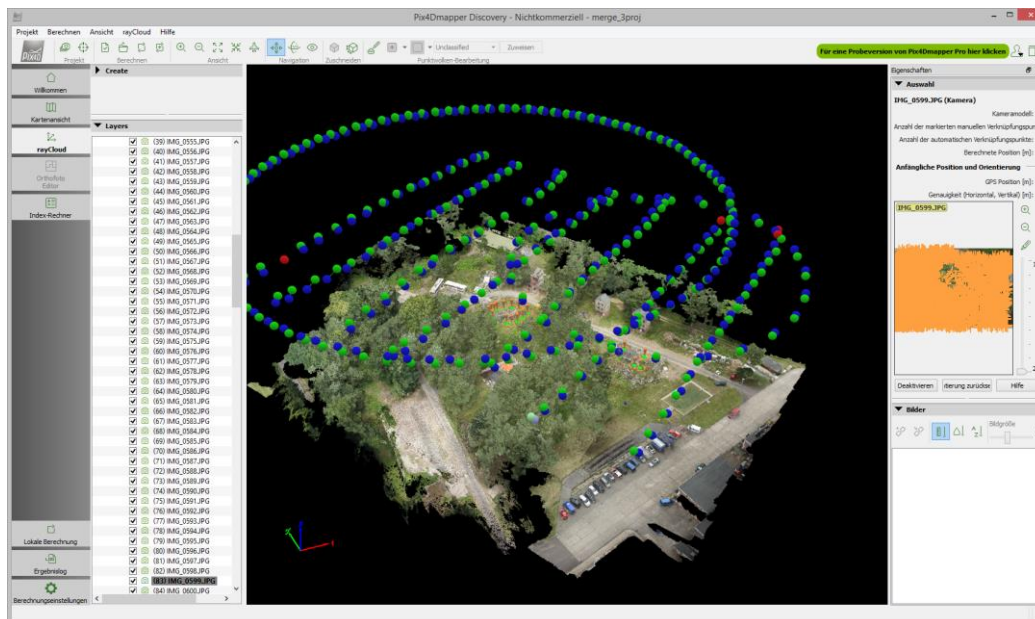 Pix4Dmapper Discovery - Nichtkommerziell - merge_3proj
Projekt Berechnen Ansicht rayCloud Hilfe
Unclassified
Zuweisen
Für eine Probeversion von Pix4Dmapper Pro hier klicken
Pix4D
Projekt Berechnen Ansicht Navigation Zuschneiden Punktwolken-Bearbeitung
Willkommen
Kartenansicht
rayCloud
Orthofoto
Editor
Index-Rechner
Lokale Berechnung
Ergebnislog
Berechnungseinstellungen
Create
Layers
(39) IMG_0555.JPG
(40) IMG_0556.JPG
(41) IMG_0557.JPG
(42) IMG_0558.JPG
(43) IMG_0559.JPG
(44) IMG_0560.JPG
(45) IMG_0561.JPG
(46) IMG_0562.JPG
(47) IMG_0563.JPG
(48) IMG_0564.JPG
(49) IMG_0565.JPG
(50) IMG_0566.JPG
(51) IMG_0567.JPG
(52) IMG_0568.JPG
(53) IMG_0569.JPG
(54) IMG_0570.JPG
(55) IMG_0571.JPG
(56) IMG_0572.JPG
(57) IMG_0573.JPG
(58) IMG_0574.JPG
(59) IMG_0575.JPG
(60) IMG_0576.JPG
(61) IMG_0577.JPG
(62) IMG_0578.JPG
(63) IMG_0579.JPG
(64) IMG_0580.JPG
(65) IMG_0581.JPG
(66) IMG_0582.JPG
(67) IMG_0583.JPG
(68) IMG_0584.JPG
(69) IMG_0585.JPG
(70) IMG_0586.JPG
(71) IMG_0587.JPG
(72) IMG_0588.JPG
(73) IMG_0589.JPG
(74) IMG_0590.JPG
(75) IMG_0591.JPG
(76) IMG_0592.JPG
(77) IMG_0593.JPG
(78) IMG_0594.JPG
(79) IMG_0595.JPG
(80) IMG_0596.JPG
(81) IMG_0597.JPG
(82) IMG_0598.JPG
(83) IMG_0599.JPG
(84) IMG_0600.JPG
Eigenschaften
Auswahl
IMG_0599.JPG (Kamera)
Kameramodel:
Anzahl der markierten manuellen Verknüpfungspu
Anzahl der automatischen Verknüpfungspunkte:
Berechnete Position [m]:
Anfängliche Position und Orientierung
GPS Position [m]:
Genauigkeit (Horizontal, Vertikal) [m]:
IMG_0599.JPG
Deaktivieren
itierung zurückse
Hilfe
Bilder
Bildgröße